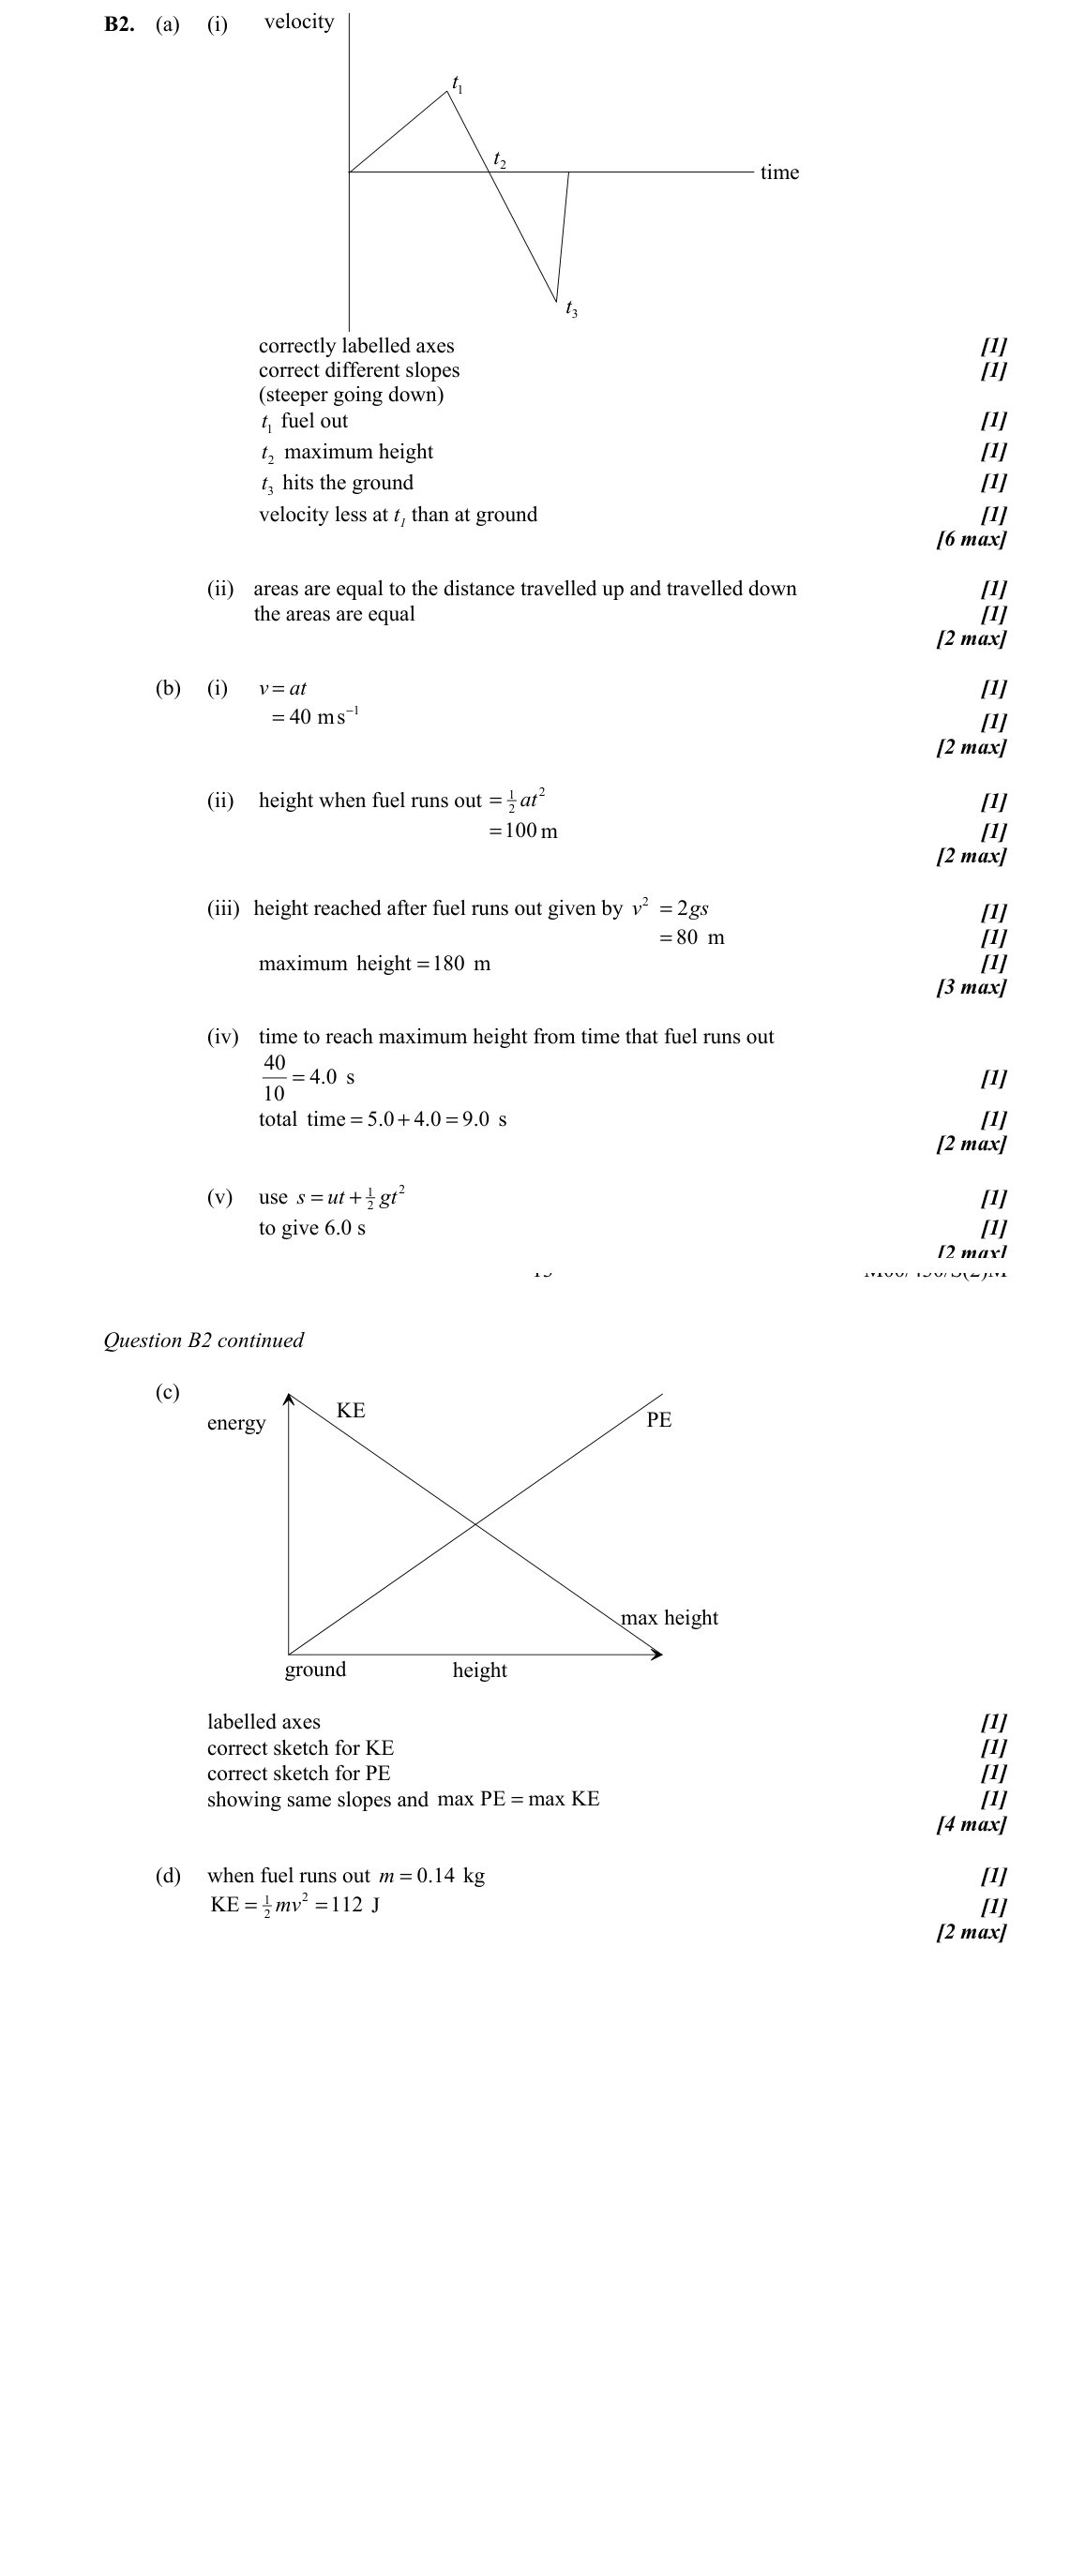 B2. (a) (i) velocity
t₁
t₂
time
t₃
correctly labelled axes [1]
correct different slopes [1]
(steeper going down)
t₁ fuel out [1]
t₂ maximum height [1]
t₃ hits the ground [1]
velocity less at t₁ than at ground [1]
[6 max]
(ii) areas are equal to the distance travelled up and travelled down [1]
the areas are equal [1]
[2 max]
(b) (i) v = at [1]
= 40 m s⁻¹ [1]
[2 max]
(ii) height when fuel runs out = ½ at² [1]
= 100 m [1]
[2 max]
(iii) height reached after fuel runs out given by v² = 2gs [1]
= 80 m [1]
maximum height = 180 m [1]
[3 max]
(iv) time to reach maximum height from time that fuel runs out
40/10 = 4.0 s [1]
total time = 5.0 + 4.0 = 9.0 s [1]
[2 max]
(v) use s = ut + ½ gt² [1]
to give 6.0 s [1]
[2 max]
Question B2 continued
(c)
KE
energy
PE
max height
ground height
labelled axes [1]
correct sketch for KE [1]
correct sketch for PE [1]
showing same slopes and max PE = max KE [1]
[4 max]
(d) when fuel runs out m = 0.14 kg [1]
KE = ½ mv² = 112 J [1]
[2 max]